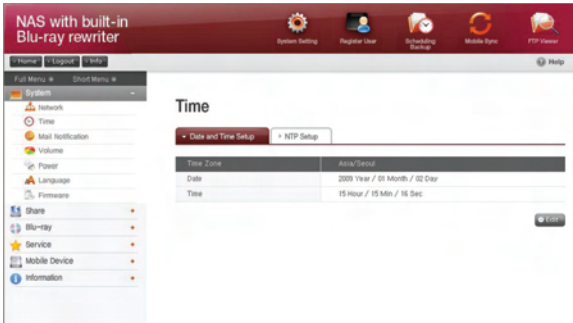 NAS with built-in
Blu-ray rewriter
System Setting
Register User
Scheduling
Backup
Mobile Sync
FTP Viewer
Home
Logout
Info
Help
Full Menu
Short Menu
System
Network
Time
Mail Notification
Volume
Power
Language
Firmware
Share
Blu-ray
Service
Mobile Device
Information
Time
Date and Time Setup
NTP Setup
Time Zone Asia/Seoul
Date 2009 Year / 01 Month / 02 Day
Time 15 Hour / 15 Min / 16 Sec
Edit